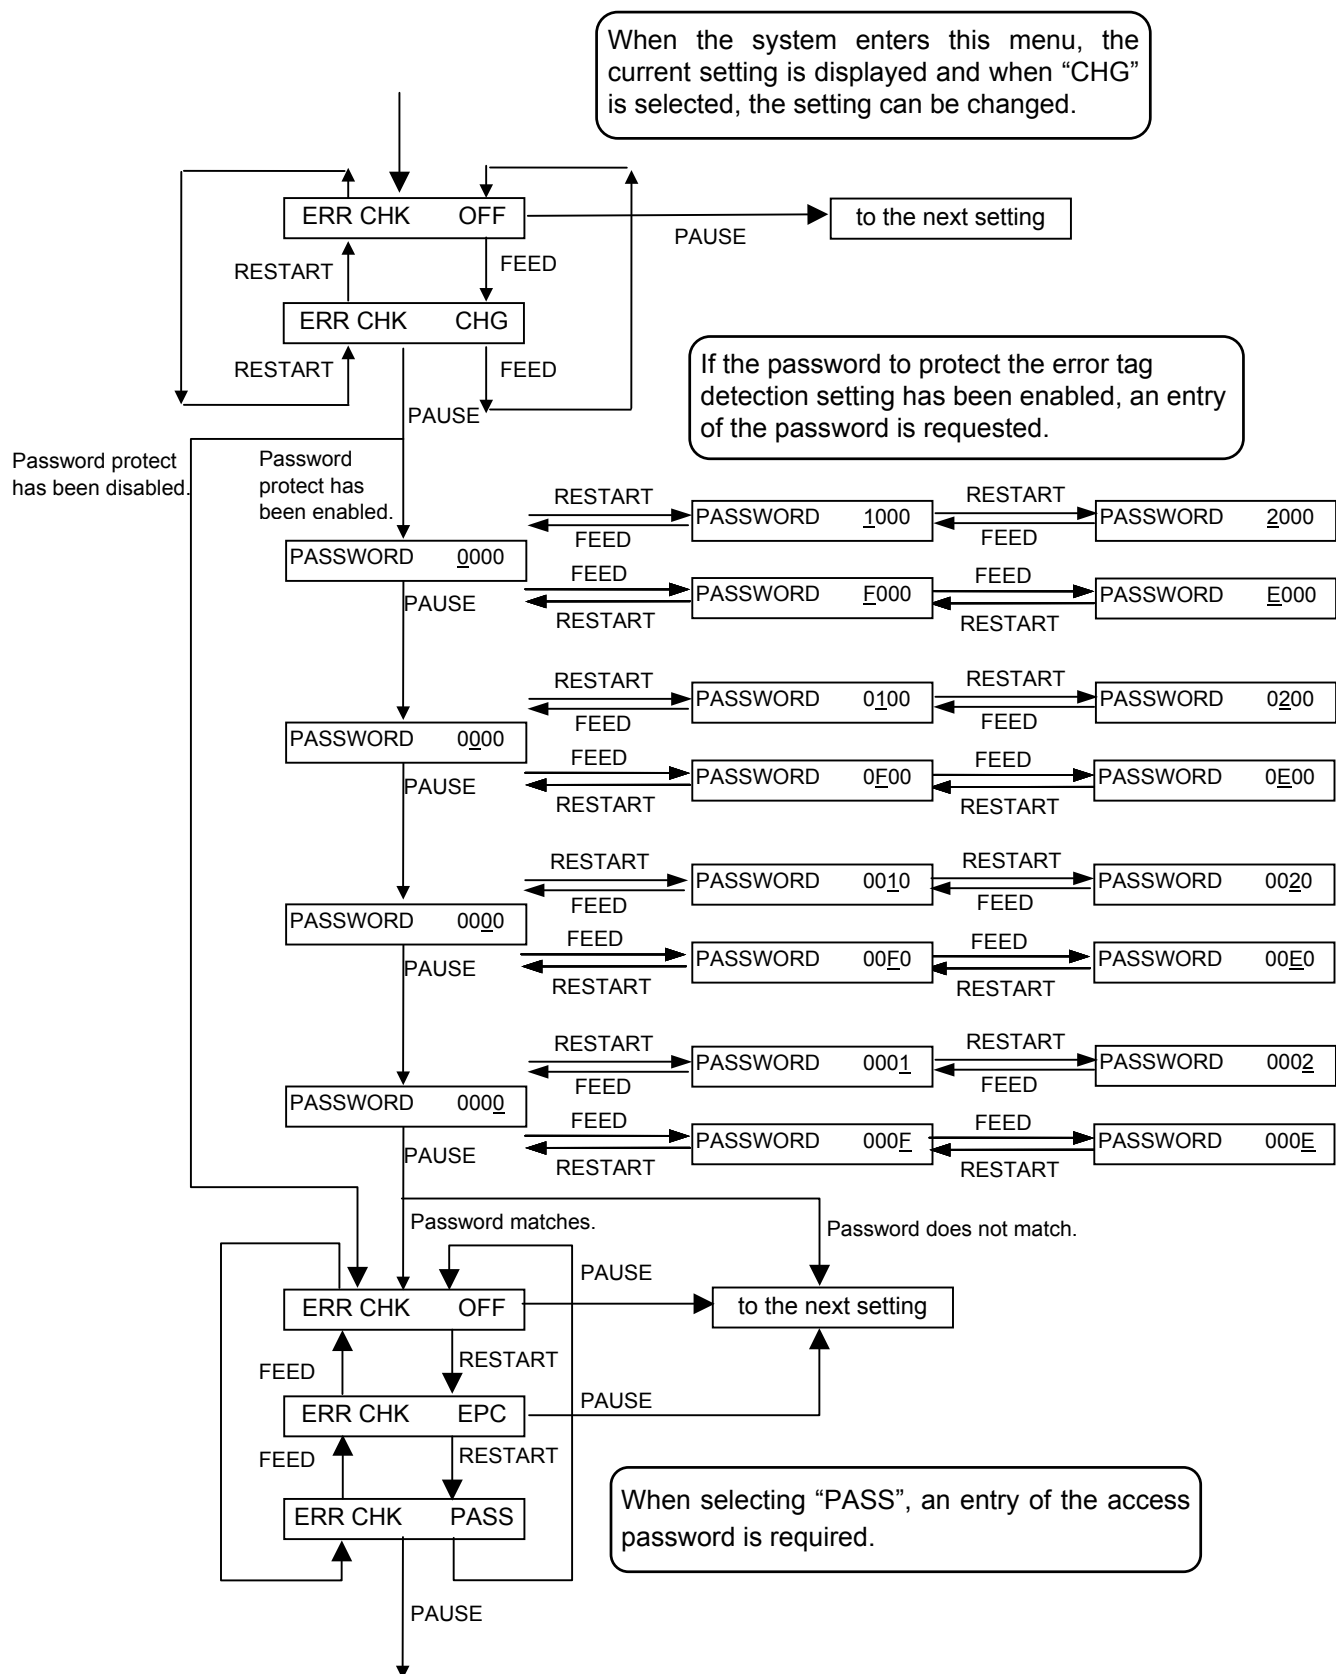 When the system enters this menu, the
current setting is displayed and when “CHG”
is selected, the setting can be changed.
ERR CHK OFF
to the next setting
PAUSE
RESTART
FEED
ERR CHK CHG
RESTART
FEED
If the password to protect the error tag
detection setting has been enabled, an entry
of the password is requested.
PAUSE
Password protect
has been disabled.
Password
protect has
been enabled.
RESTART
RESTART
PASSWORD 1000
PASSWORD 2000
FEED
FEED
PASSWORD 0000
FEED
FEED
PAUSE
PASSWORD F000
PASSWORD E000
RESTART
RESTART
RESTART
RESTART
PASSWORD 0100
PASSWORD 0200
FEED
FEED
PASSWORD 0000
FEED
FEED
PAUSE
PASSWORD 0F00
PASSWORD 0E00
RESTART
RESTART
RESTART
RESTART
PASSWORD 0010
PASSWORD 0020
FEED
FEED
PASSWORD 0000
FEED
FEED
PAUSE
PASSWORD 00F0
PASSWORD 00E0
RESTART
RESTART
RESTART
RESTART
PASSWORD 0001
PASSWORD 0002
FEED
FEED
PASSWORD 0000
FEED
FEED
PAUSE
PASSWORD 000F
PASSWORD 000E
RESTART
RESTART
Password matches.
Password does not match.
PAUSE
ERR CHK OFF
to the next setting
FEED
RESTART
ERR CHK EPC
PAUSE
FEED
RESTART
When selecting “PASS”, an entry of the access
password is required.
ERR CHK PASS
PAUSE